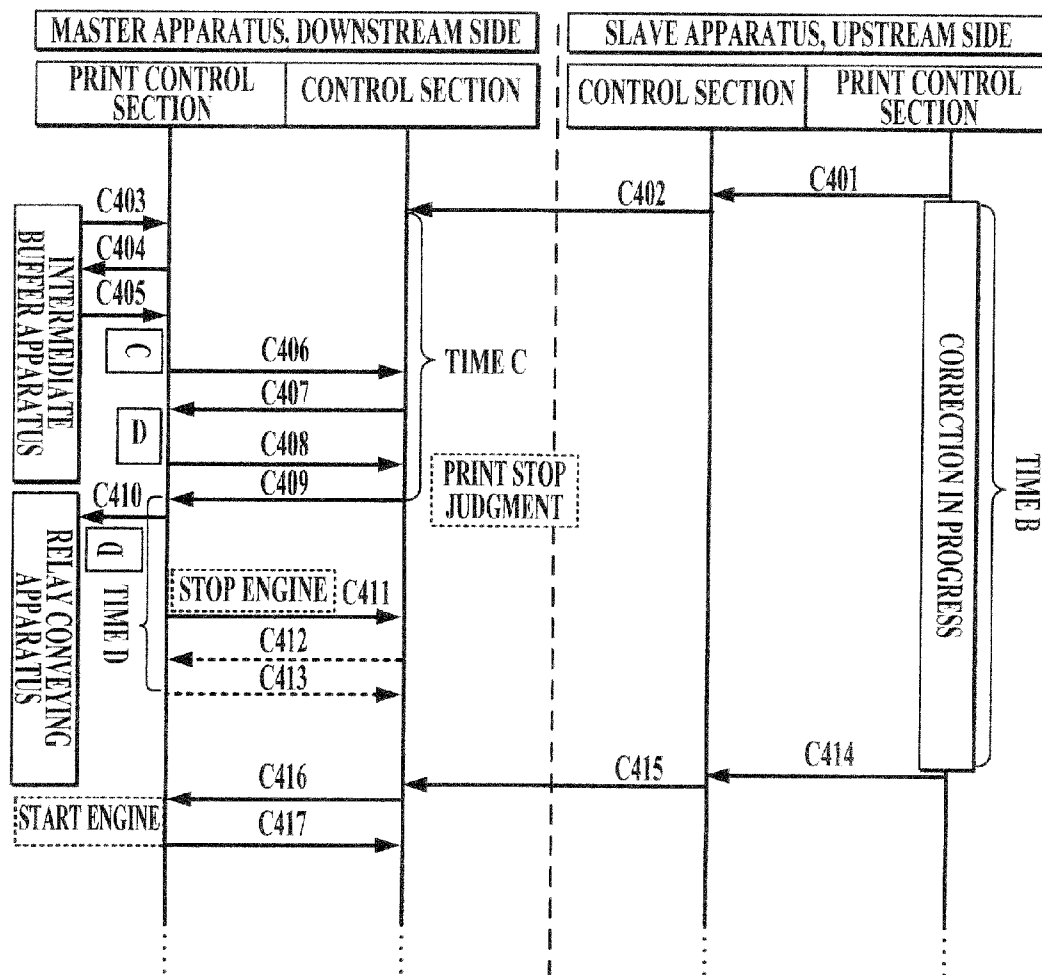 MASTER APPARATUS. DOWNSTREAM SIDE
SLAVE APPARATUS, UPSTREAM SIDE
PRINT CONTROL
SECTION
CONTROL SECTION
CONTROL SECTION
PRINT CONTROL
SECTION
C401
C402
C403
C404
C405
INTERMEDIATE
BUFFER APPARATUS
C
C406
TIME C
C407
D
C408
C409
PRINT STOP
JUDGMENT
CORRECTION IN PROGRESS
TIME B
C410
D
RELAY CONVEYING
APPARATUS
TIME D
STOP ENGINE
C411
C412
C413
C414
C415
C416
START ENGINE
C417